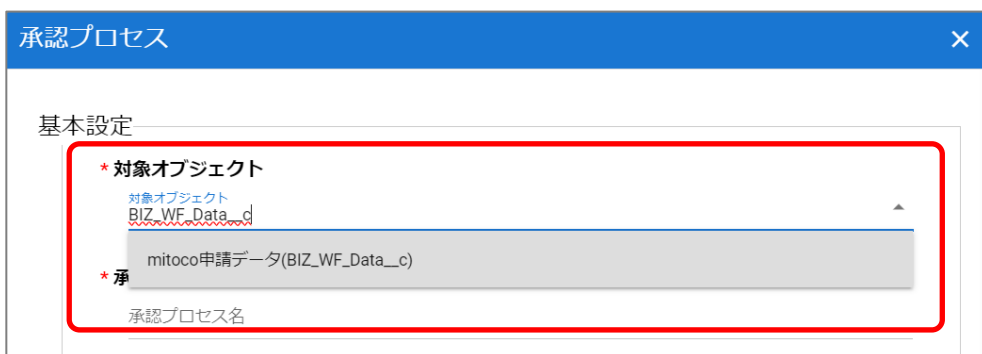 承認プロセス ×
基本設定
* 対象オブジェクト
対象オブジェクト
BIZ_WF_Data__c
mitoco申請データ(BIZ_WF_Data__c)
* 承
承認プロセス名